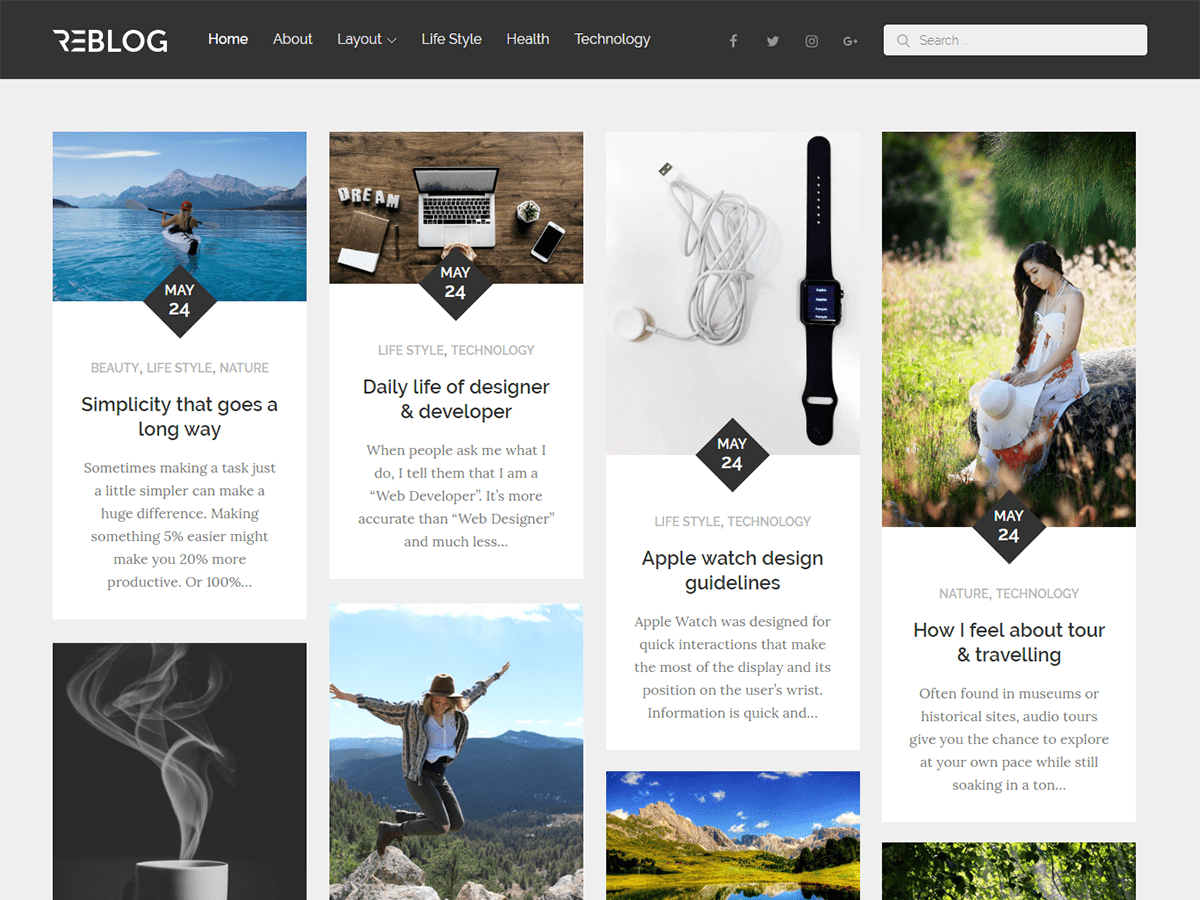 REBLOG
Home
About
Layout
Life Style
Health
Technology
Search ...
MAY
24
BEAUTY, LIFE STYLE, NATURE
Simplicity that goes a
long way
Sometimes making a task just
a little simpler can make a
huge difference. Making
something 5% easier might
make you 20% more
productive. Or 100%...
DREAM
MAY
24
LIFE STYLE, TECHNOLOGY
Daily life of designer
& developer
When people ask me what I
do, I tell them that I am a
“Web Developer”. It’s more
accurate than “Web Designer”
and much less...
MAY
24
LIFE STYLE, TECHNOLOGY
Apple watch design
guidelines
Apple Watch was designed for
quick interactions that make
the most of the display and its
position on the user’s wrist.
Information is quick and...
MAY
24
NATURE, TECHNOLOGY
How I feel about tour
& travelling
Often found in museums or
historical sites, audio tours
give you the chance to explore
at your own pace while still
soaking in a ton...